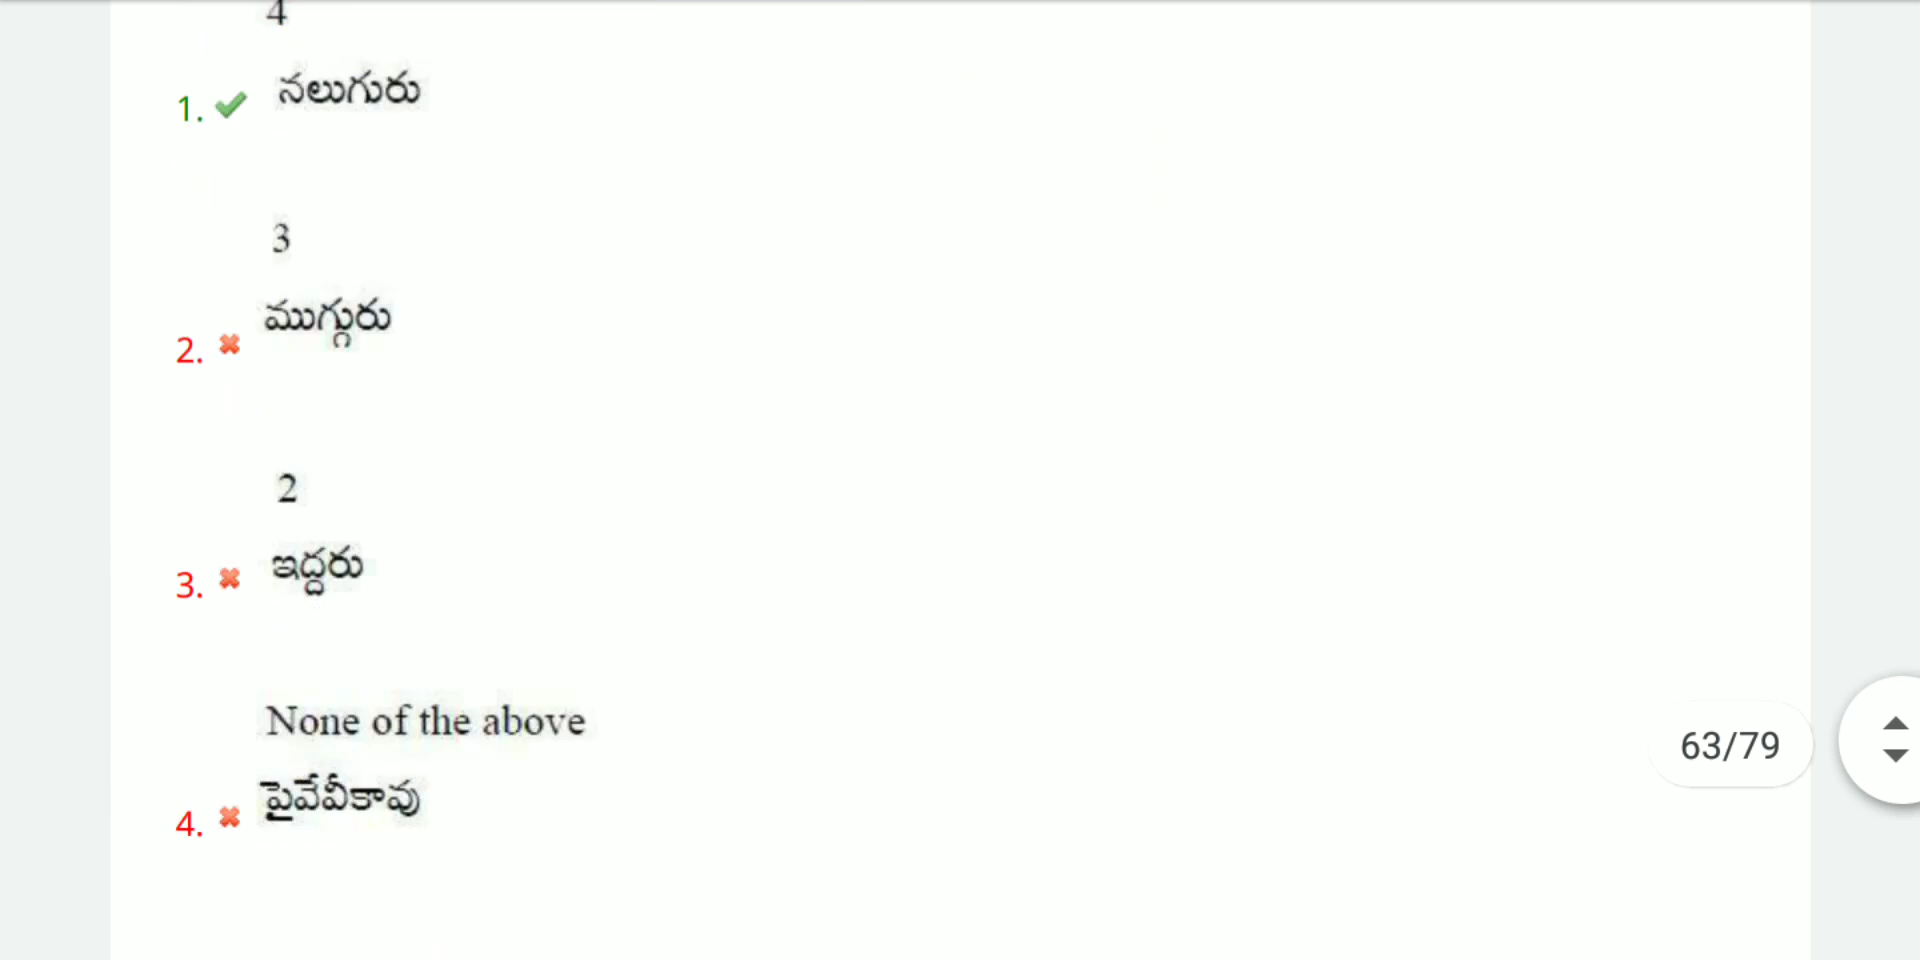 4
1. నలుగురు
3
ముగ్గురు
2.
2
ఇద్దరు
3.
None of the above
63/79
పైవేవీకావు
4.